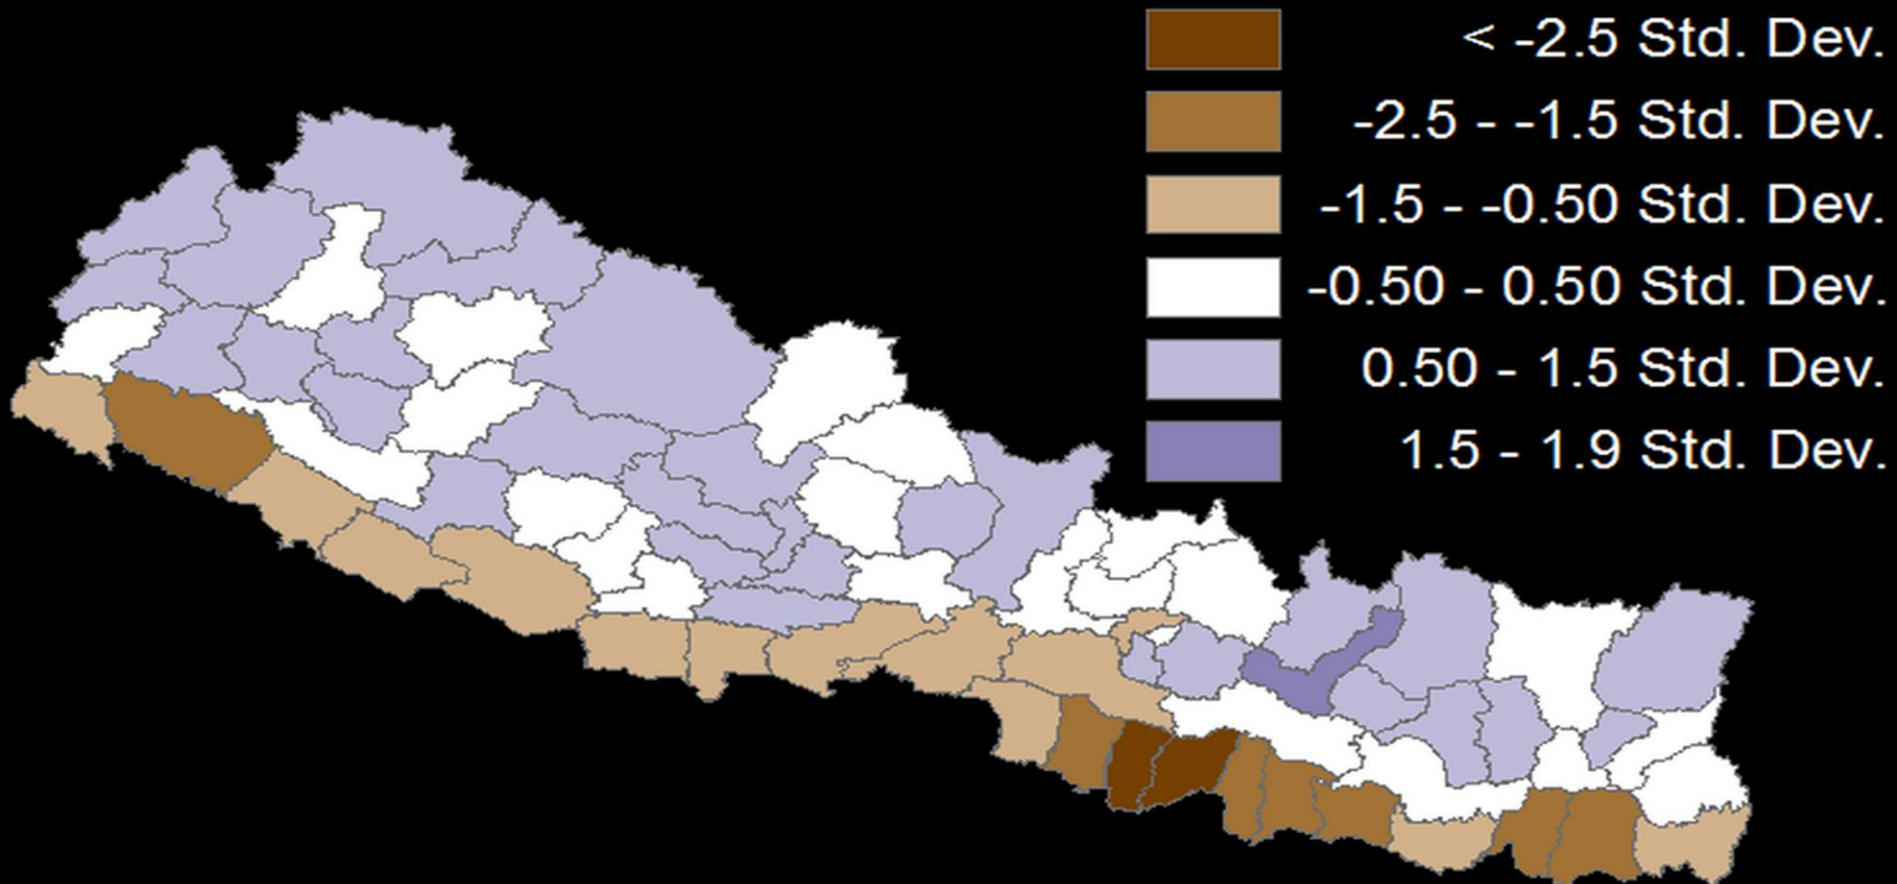 < -2.5 Std. Dev.
-2.5 - -1.5 Std. Dev.
-1.5 - -0.50 Std. Dev.
-0.50 - 0.50 Std. Dev.
0.50 - 1.5 Std. Dev.
1.5 - 1.9 Std. Dev.